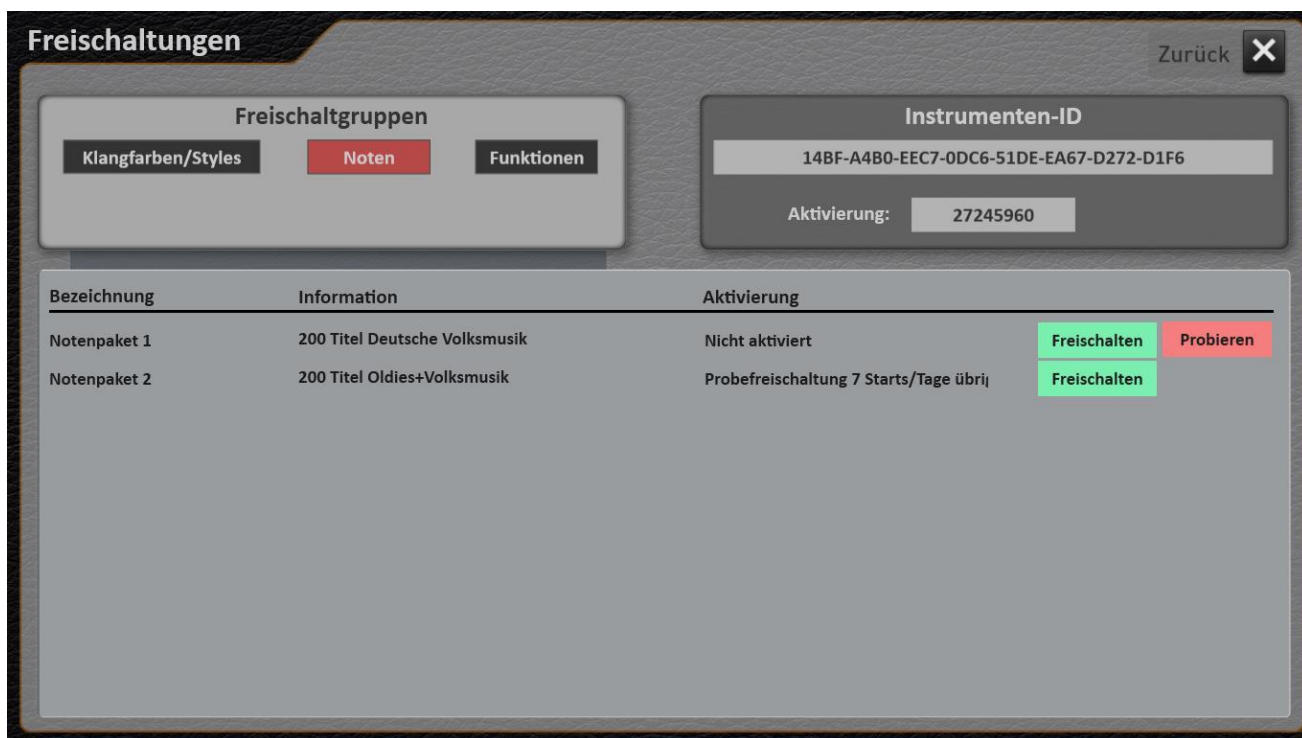 Freischaltungen
Zurück
Freischaltgruppen
Klangfarben/Styles Noten Funktionen
Instrumenten-ID
14BF-A4B0-EEC7-0DC6-51DE-EA67-D272-D1F6
Aktivierung: 27245960
Bezeichnung Information Aktivierung
Notenpaket 1 200 Titel Deutsche Volksmusik Nicht aktiviert Freischalten Probieren
Notenpaket 2 200 Titel Oldies+Volksmusik Probefreischaltung 7 Starts/Tage übrig Freischalten